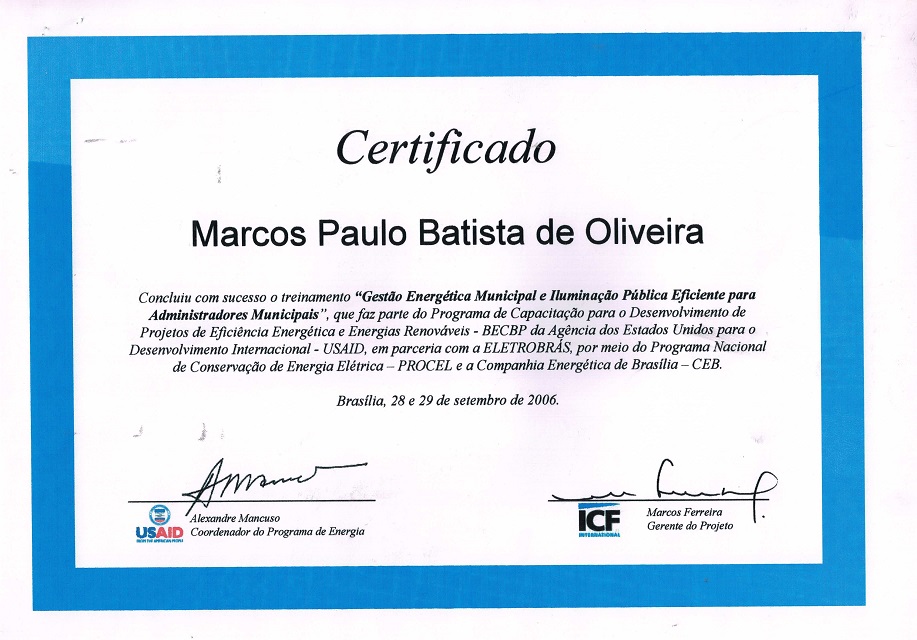 Certificado
Marcos Paulo Batista de Oliveira
Concluiu com sucesso o treinamento “Gestão Energética Municipal e Iluminação Pública Eficiente para
Administradores Municipais”, que faz parte do Programa de Capacitação para o Desenvolvimento de
Projetos de Eficiência Energética e Energias Renováveis - BECBP da Agência dos Estados Unidos para o
Desenvolvimento Internacional - USAID, em parceria com a ELETROBRÁS, por meio do Programa Nacional
de Conservação de Energia Elétrica – PROCEL e a Companhia Energética de Brasília – CEB.
Brasília, 28 e 29 de setembro de 2006.
USAID
FROM THE AMERICAN PEOPLE
Alexandre Mancuso
Coordenador do Programa de Energia
ICF
INTERNATIONAL
Marcos Ferreira
Gerente do Projeto